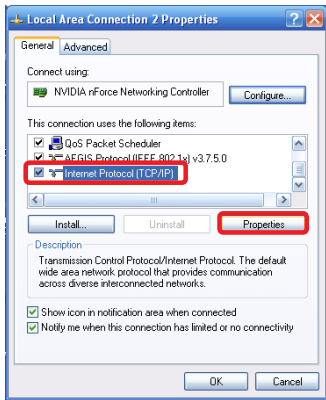 Local Area Connection 2 Properties
General Advanced
Connect using:
NVIDIA nForce Networking Controller Configure...
This connection uses the following items:
QoS Packet Scheduler
AEGIS Protocol (IEEE 802.1x) v3.7.5.0
Internet Protocol (TCP/IP)
Install... Uninstall Properties
Description
Transmission Control Protocol/Internet Protocol. The default
wide area network protocol that provides communication
across diverse interconnected networks.
Show icon in notification area when connected
Notify me when this connection has limited or no connectivity
OK Cancel